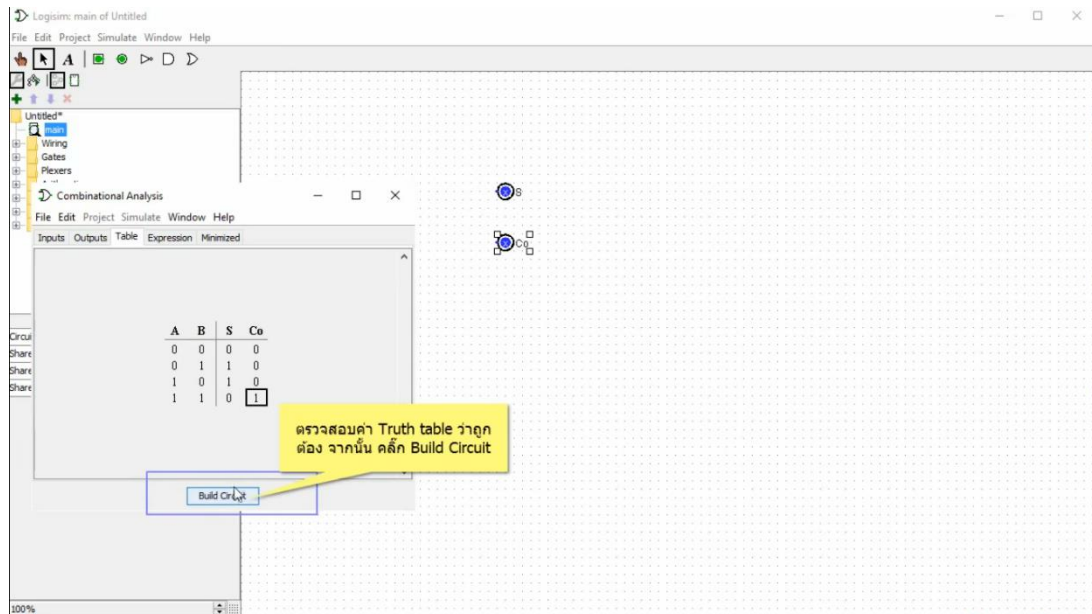 Logisim: main of Untitled
File Edit Project Simulate Window Help
A
Untitled*
main
Wiring
Gates
Plexers
Combinational Analysis
File Edit Project Simulate Window Help
Inputs Outputs Table Expression Minimized
A B S Co
0 0 0 0
0 1 1 0
1 0 1 0
1 1 0 1
Build Circuit
ตรวจสอบค่า Truth table ว่าถูก
ต้อง จากนั้น คลิ๊ก Build Circuit
S
Co
Circui
Share
Share
Share
100%